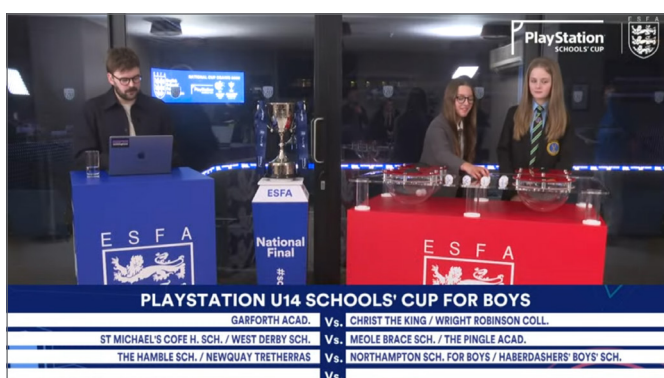 PlayStation
SCHOOLS' CUP
ESFA
ESFA
National
Final
ESFA
ESFA
PLAYSTATION U14 SCHOOLS' CUP FOR BOYS
GARFORTH ACAD. Vs. CHRIST THE KING / WRIGHT ROBINSON COLL.
ST MICHAEL'S COFE H. SCH. / WEST DERBY SCH. Vs. MEOLE BRACE SCH. / THE PINGLE ACAD.
THE HAMBLE SCH. / NEWQUAY TRETHERRAS Vs. NORTHAMPTON SCH. FOR BOYS / HABERDASHERS' BOYS' SCH.
Vs.